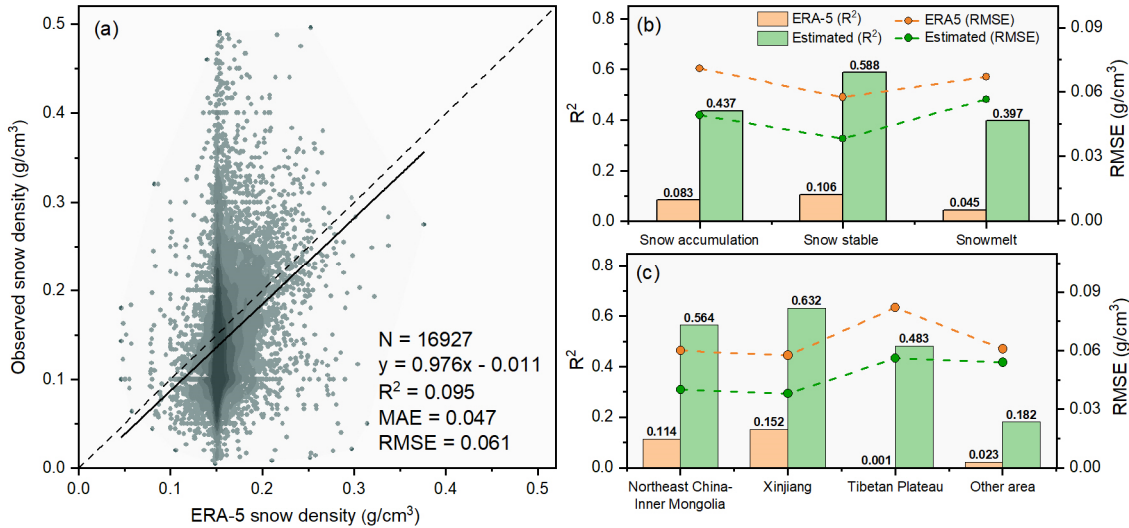 (a)
0.5
0.4
0.3
0.2
0.1
0.0
Observed snow density (g/cm³)
N = 16927
y = 0.976x - 0.011
R² = 0.095
MAE = 0.047
RMSE = 0.061
0.0 0.1 0.2 0.3 0.4 0.5
ERA-5 snow density (g/cm³)
(b)
ERA-5 (R²) ERA5 (RMSE)
Estimated (R²) Estimated (RMSE)
0.8
0.6
0.4
0.2
0.0
R²
0.083 0.437 0.106 0.588 0.045 0.397
0.09
0.06
0.03
0.00
RMSE (g/cm³)
Snow accumulation Snow stable Snowmelt
(c)
0.8
0.6
0.4
0.2
0.0
R²
0.114 0.564 0.152 0.632 0.001 0.483 0.023 0.182
0.09
0.06
0.03
0.00
RMSE (g/cm³)
Northeast China- Xinjiang Tibetan Plateau Other area
Inner Mongolia